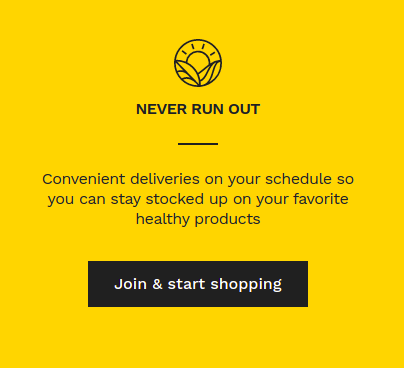 NEVER RUN OUT
Convenient deliveries on your schedule so
you can stay stocked up on your favorite
healthy products
Join & start shopping